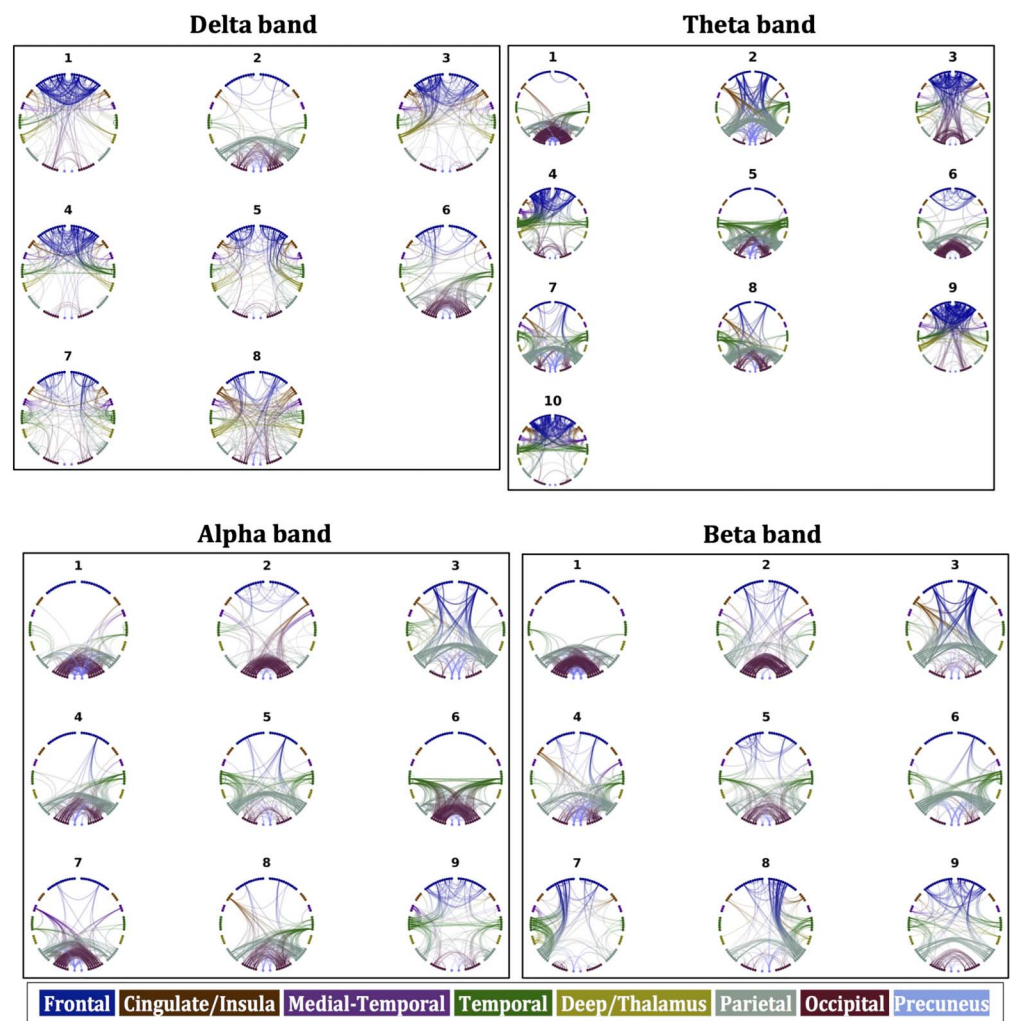 Delta band
1 2 3
4 5 6
7 8
Theta band
1 2 3
4 5 6
7 8 9
10
Alpha band
1 2 3
4 5 6
7 8 9
Beta band
1 2 3
4 5 6
7 8 9
Frontal Cingulate/Insula Medial-Temporal Temporal Deep/Thalamus Parietal Occipital Precuneus